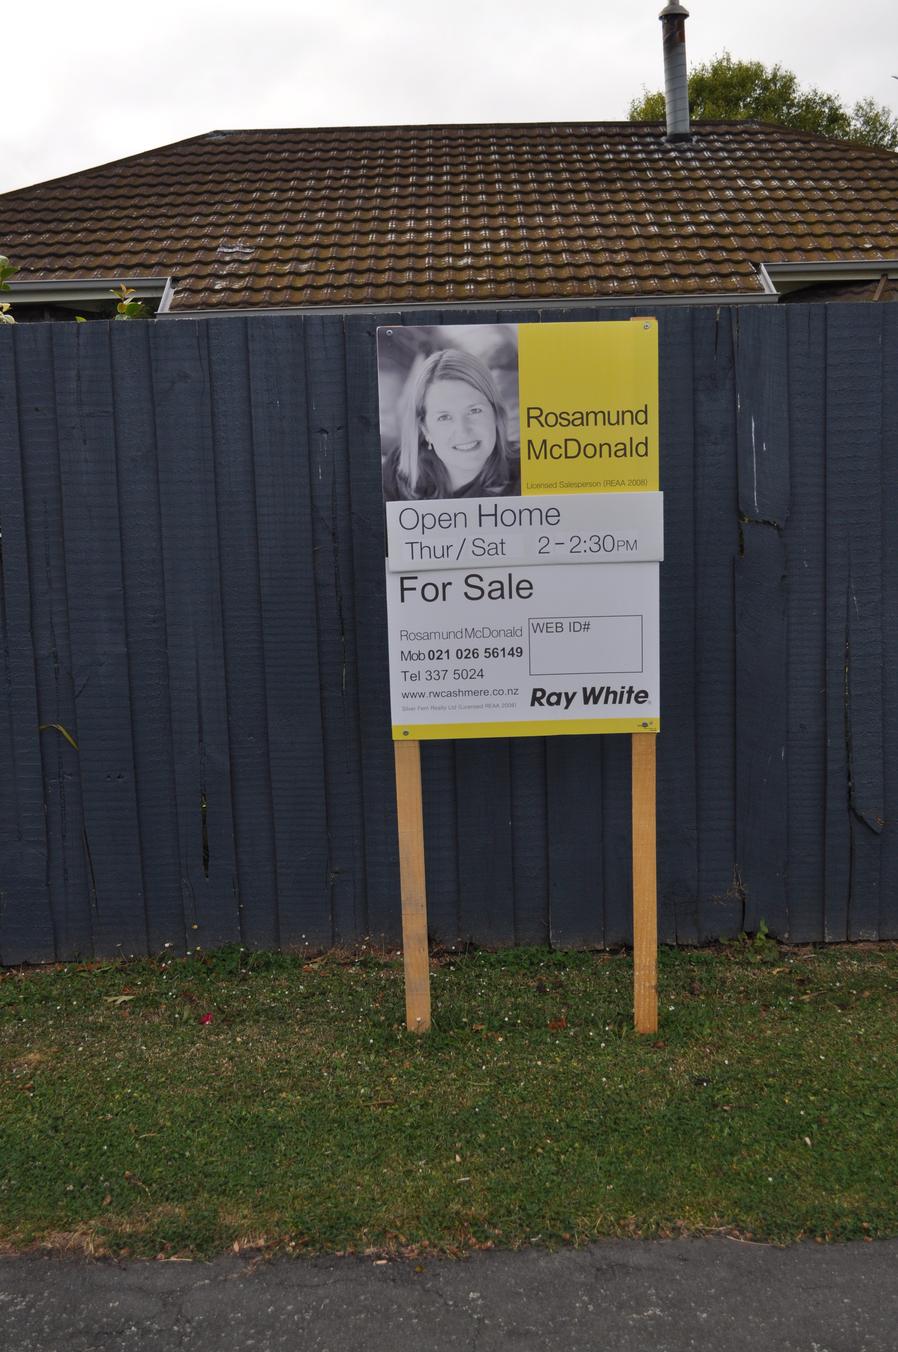 Rosamund
McDonald
Licensed Salesperson (REAA 2008)
Open Home
Thur/Sat 2-2:30PM
For Sale
Rosamund McDonald
WEB ID#
Mob 021 026 56149
Tel 337 5024
www.rwcashmere.co.nz
Ray White
Silver Fern Realty Ltd (Licensed REAA 2008)